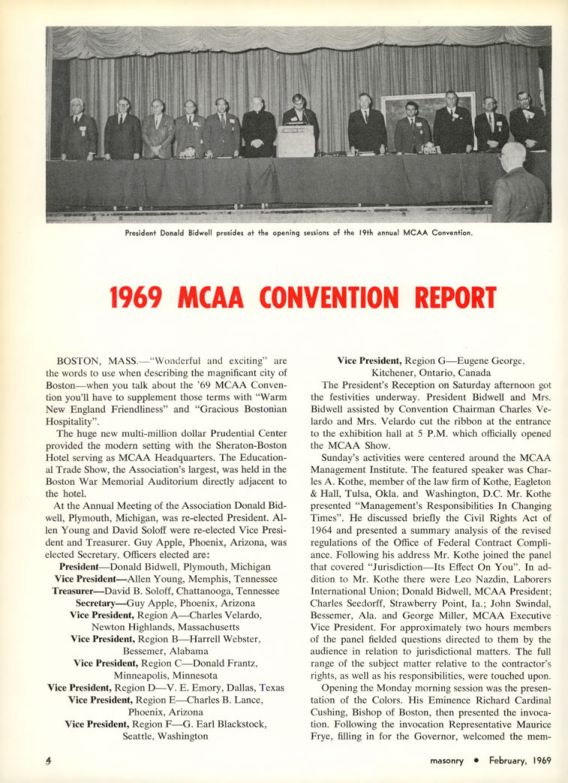 President Donald Bidwell presides at the opening sessions of the 19th annual MCAA Convention.
1969 MCAA CONVENTION REPORT
BOSTON, MASS.—"Wonderful and exciting" are
the words to use when describing the magnificent city of
Boston—when you talk about the '69 MCAA Conven-
tion you'll have to supplement those terms with "Warm
New England Friendliness" and "Gracious Bostonian
Hospitality".
The huge new multi-million dollar Prudential Center
provided the modern setting with the Sheraton-Boston
Hotel serving as MCAA Headquarters. The Education-
al Trade Show, the Association's largest, was held in the
Boston War Memorial Auditorium directly adjacent to
the hotel.
At the Annual Meeting of the Association Donald Bid-
well, Plymouth, Michigan, was re-elected President. Al-
len Young and David Soloff were re-elected Vice Presi-
dent and Treasurer. Guy Apple, Phoenix, Arizona, was
elected Secretary. Officers elected are:
President—Donald Bidwell, Plymouth, Michigan
Vice President—Allen Young, Memphis, Tennessee
Treasurer—David B. Soloff, Chattanooga, Tennessee
Secretary—Guy Apple, Phoenix, Arizona
Vice President, Region A—Charles Velardo,
Newton Highlands, Massachusetts
Vice President, Region B—Harrell Webster,
Bessemer, Alabama
Vice President, Region C—Donald Frantz,
Minneapolis, Minnesota
Vice President, Region D—V. E. Emory, Dallas, Texas
Vice President, Region E—Charles B. Lance,
Phoenix, Arizona
Vice President, Region F—G. Earl Blackstock,
Seattle, Washington
Vice President, Region G—Eugene George,
Kitchener, Ontario, Canada
The President's Reception on Saturday afternoon got
the festivities underway. President Bidwell and Mrs.
Bidwell assisted by Convention Chairman Charles Ve-
lardo and Mrs. Velardo cut the ribbon at the entrance
to the exhibition hall at 5 P.M. which officially opened
the MCAA Show.
Sunday's activities were centered around the MCAA
Management Institute. The featured speaker was Char-
les A. Kothe, member of the law firm of Kothe, Eagleton
& Hall, Tulsa, Okla. and Washington, D.C. Mr. Kothe
presented "Management's Responsibilities In Changing
Times". He discussed briefly the Civil Rights Act of
1964 and presented a summary analysis of the revised
regulations of the Office of Federal Contract Compli-
ance. Following his address Mr. Kothe joined the panel
that covered "Jurisdiction—Its Effect On You". In ad-
dition to Mr. Kothe there were Leo Nazdin, Laborers
International Union; Donald Bidwell, MCAA President;
Charles Seedorff, Strawberry Point, Ia.; John Swindal,
Bessemer, Ala. and George Miller, MCAA Executive
Vice President. For approximately two hours members
of the panel fielded questions directed to them by the
audience in relation to jurisdictional matters. The full
range of the subject matter relative to the contractor's
rights, as well as his responsibilities, were touched upon.
Opening the Monday morning session was the presen-
tation of the Colors. His Eminence Richard Cardinal
Cushing, Bishop of Boston, then presented the invoca-
tion. Following the invocation Representative Maurice
Frye, filling in for the Governor, welcomed the mem-
4
masonry • February, 1969